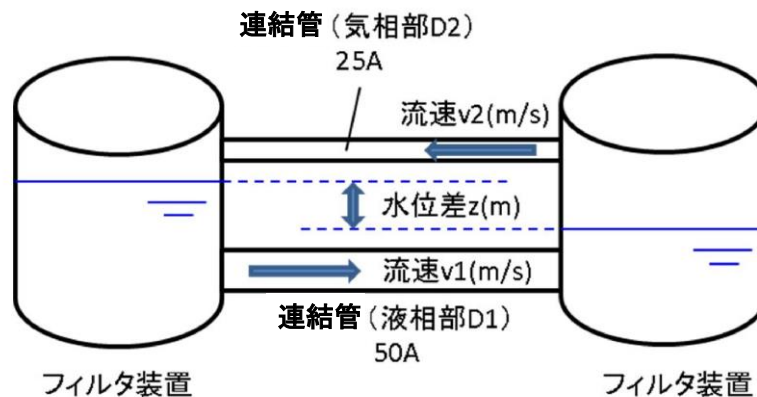 連結管（気相部D2）
25A
流速v2(m/s)
水位差z(m)
流速v1(m/s)
連結管（液相部D1）
50A
フィルタ装置
フィルタ装置